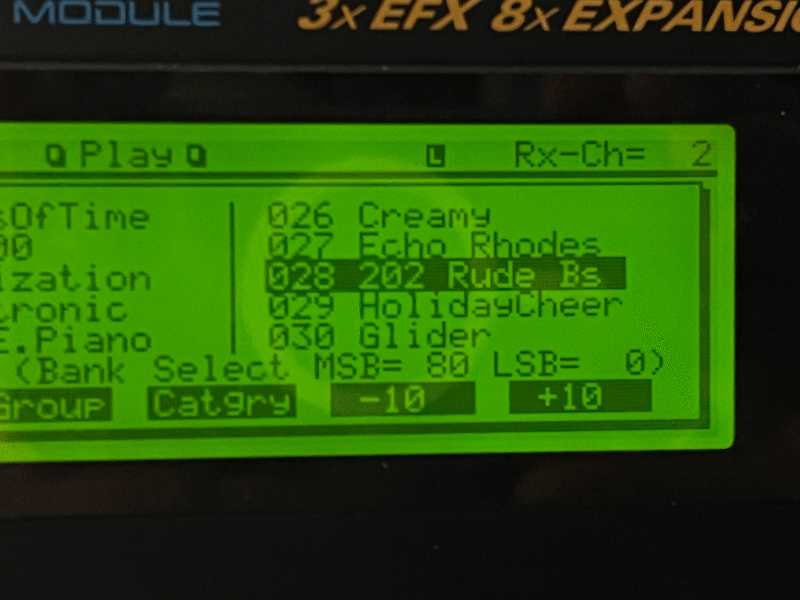 MODULE
3x EFX 8x EXPANSIO
Play Rx-Ch= 2
sOfTime 026 Creamy
00 027 Echo Rhodes
lzation 028 202 Rude Bs
tronic 029 HolidayCheer
E.Piano 030 Glider
(Bank Select MSB= 80 LSB= 0)
Group Catgry -10 +10